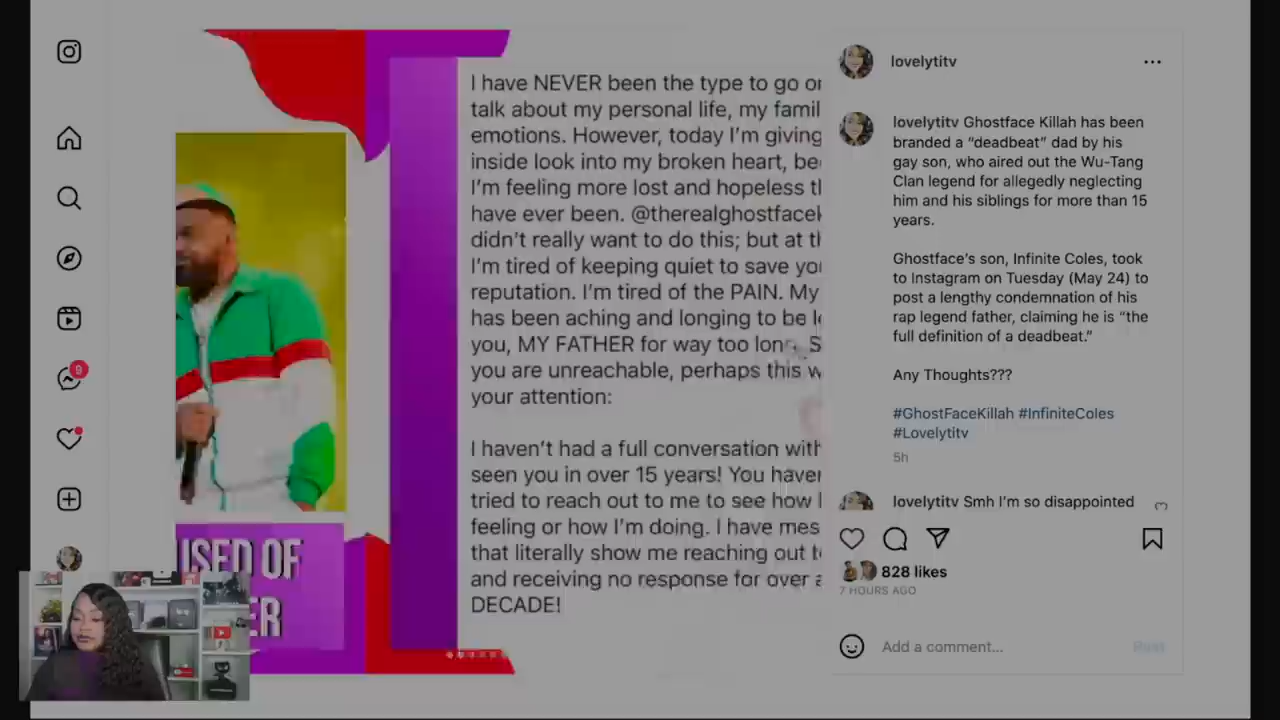 9
USED OF
ER
I have NEVER been the type to go o
talk about my personal life, my famil
emotions. However, today I'm giving
inside look into my broken heart, be
I'm feeling more lost and hopeless t
have ever been. @therealghostface
didn't really want to do this; but at t
I'm tired of keeping quiet to save yo
reputation. I'm tired of the PAIN. My
has been aching and longing to be l
you, MY FATHER for way too long. S
you are unreachable, perhaps this w
your attention:
I haven't had a full conversation with
seen you in over 15 years! You haven
tried to reach out to me to see how
feeling or how I'm doing. I have mes
that literally show me reaching out t
and receiving no response for over a
DECADE!
lovelytitv
lovelytitv Ghostface Killah has been
branded a “deadbeat” dad by his
gay son, who aired out the Wu-Tang
Clan legend for allegedly neglecting
him and his siblings for more than 15
years.
Ghostface's son, Infinite Coles, took
to Instagram on Tuesday (May 24) to
post a lengthy condemnation of his
rap legend father, claiming he is “the
full definition of a deadbeat.”
Any Thoughts???
#GhostFaceKillah #InfiniteColes
#Lovelytitv
5h
lovelytitv Smh I'm so disappointed
828 likes
7 HOURS AGO
Add a comment...
Post